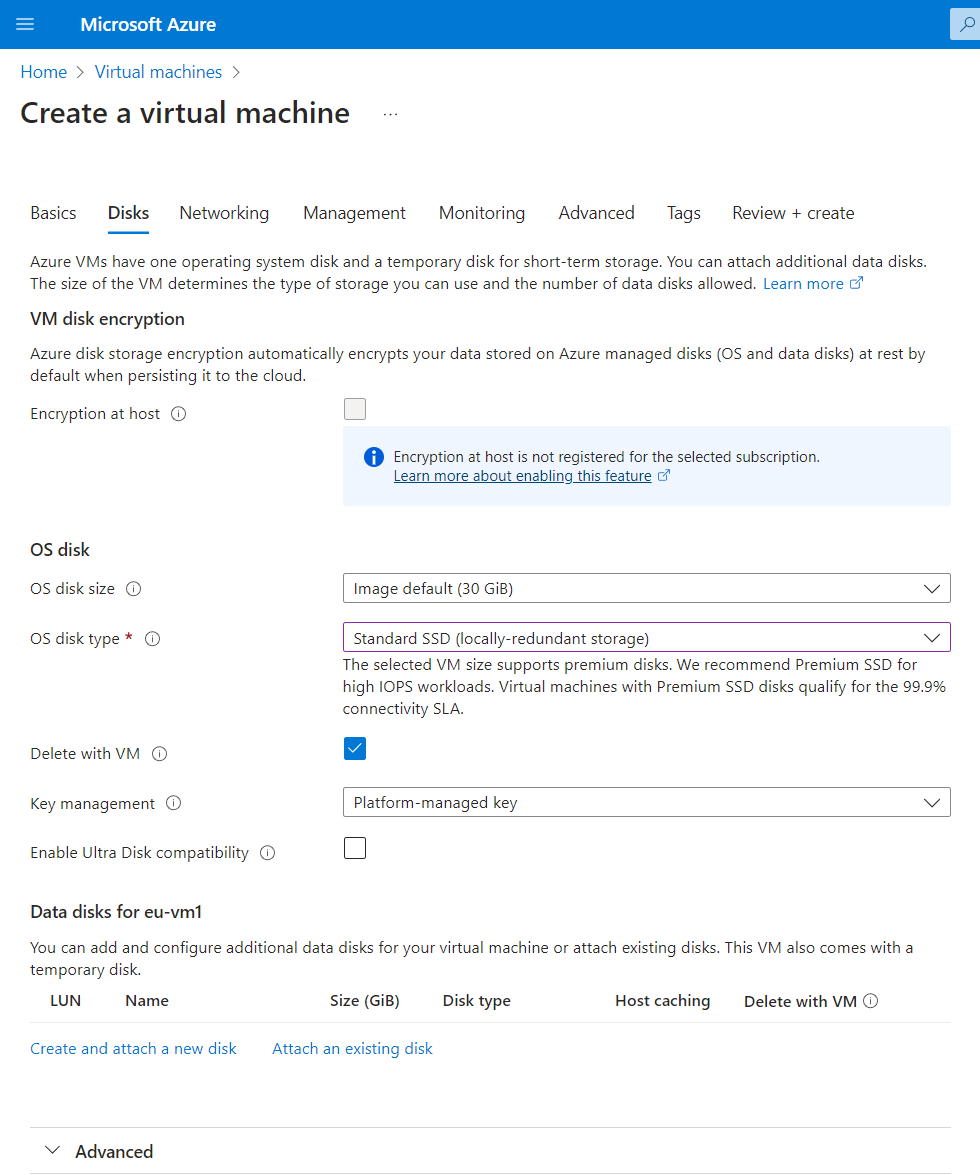 Microsoft Azure
Home > Virtual machines >
Create a virtual machine ...
Basics Disks Networking Management Monitoring Advanced Tags Review + create
Azure VMs have one operating system disk and a temporary disk for short-term storage. You can attach additional data disks.
The size of the VM determines the type of storage you can use and the number of data disks allowed. Learn more
VM disk encryption
Azure disk storage encryption automatically encrypts your data stored on Azure managed disks (OS and data disks) at rest by
default when persisting it to the cloud.
Encryption at host
Encryption at host is not registered for the selected subscription.
Learn more about enabling this feature
OS disk
OS disk size Image default (30 GiB)
OS disk type * Standard SSD (locally-redundant storage)
The selected VM size supports premium disks. We recommend Premium SSD for
high IOPS workloads. Virtual machines with Premium SSD disks qualify for the 99.9%
connectivity SLA.
Delete with VM
Key management Platform-managed key
Enable Ultra Disk compatibility
Data disks for eu-vm1
You can add and configure additional data disks for your virtual machine or attach existing disks. This VM also comes with a
temporary disk.
LUN Name Size (GiB) Disk type Host caching Delete with VM
Create and attach a new disk Attach an existing disk
Advanced